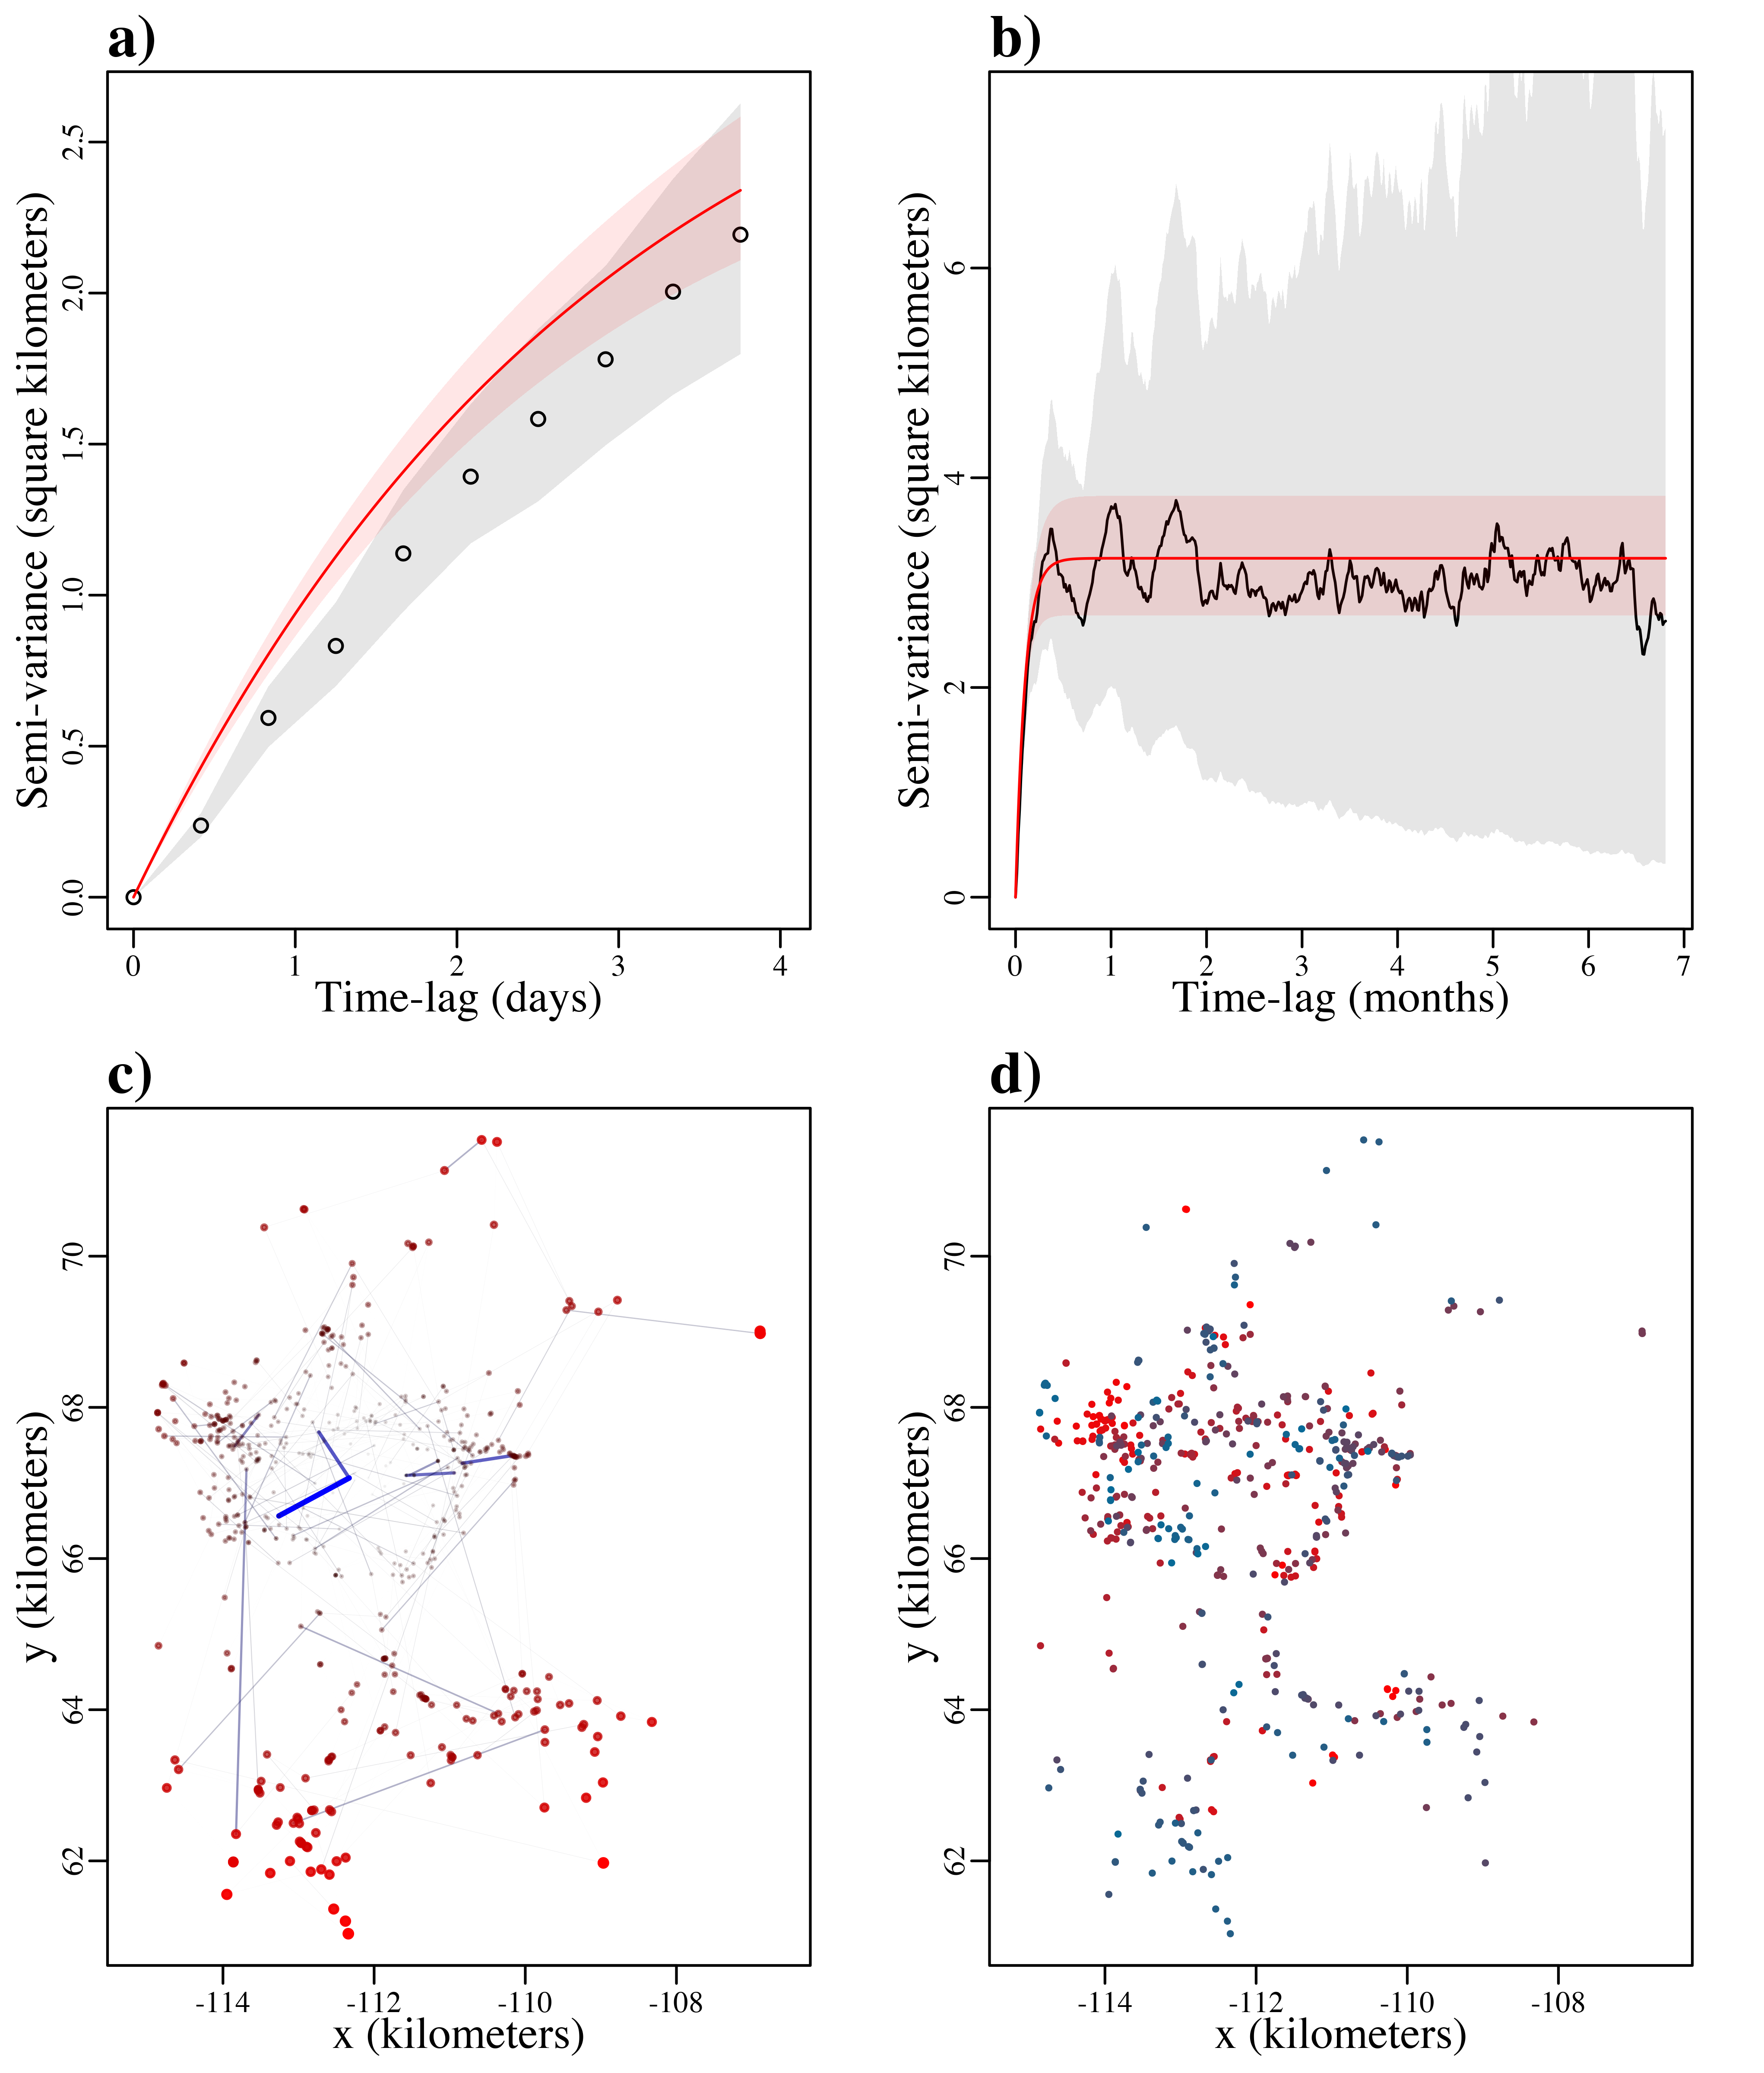 a)
Semi-variance (square kilometers)
0.0 0.5 1.0 1.5 2.0 2.5
0 1 2 3 4
Time-lag (days)
b)
Semi-variance (square kilometers)
0 2 4 6
0 1 2 3 4 5 6 7
Time-lag (months)
c)
y (kilometers)
62 64 66 68 70
-114 -112 -110 -108
x (kilometers)
d)
y (kilometers)
62 64 66 68 70
-114 -112 -110 -108
x (kilometers)